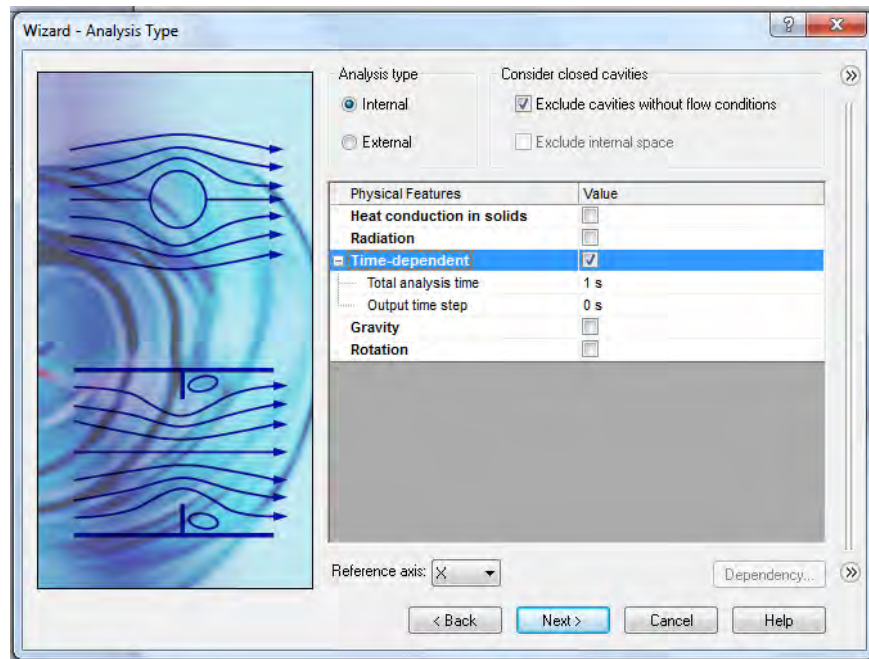 Wizard - Analysis Type
Analysis type
Consider closed cavities
Internal
Exclude cavities without flow conditions
External
Exclude internal space
Physical Features Value
Heat conduction in solids
Radiation
Time-dependent
Total analysis time 1 s
Output time step 0 s
Gravity
Rotation
Reference axis: X
Dependency...
< Back Next > Cancel Help